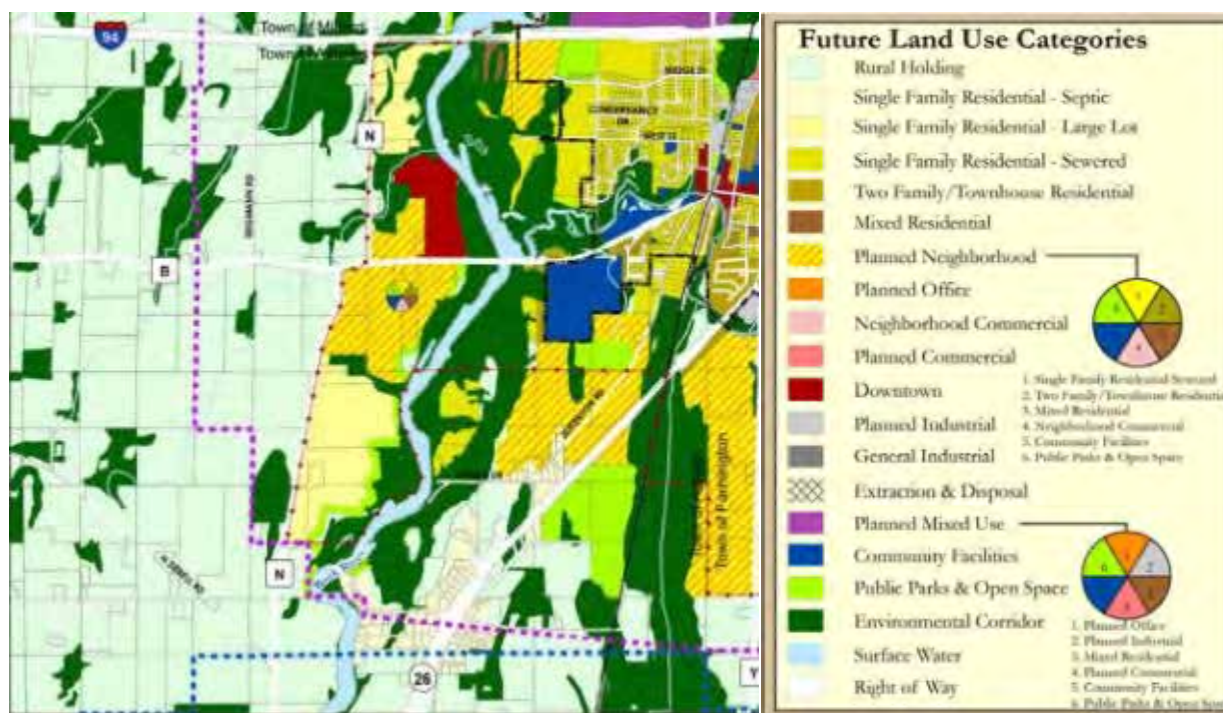 94
Town of
N
B
Town of Farmington
N
26
Y
Future Land Use Categories
Rural Holding
Single Family Residential - Septic
Single Family Residential - Large Lot
Single Family Residential - Sewered
Two Family/Townhouse Residential
Mixed Residential
Planned Neighborhood
Planned Office
Neighborhood Commercial
Planned Commercial
Downtown
Planned Industrial
General Industrial
Extraction & Disposal
Planned Mixed Use
Community Facilities
Public Parks & Open Space
Environmental Corridor
Surface Water
Right of Way
1. Single Family Residential Sewered
2. Two Family/Townhouse Residential
3. Mixed Residential
4. Neighborhood Commercial
5. Community Facilities
6. Public Parks & Open Space
1. Planned Office
2. Planned Industrial
3. Mixed Residential
4. Planned Commercial
5. Community Facilities
6. Public Parks & Open Space